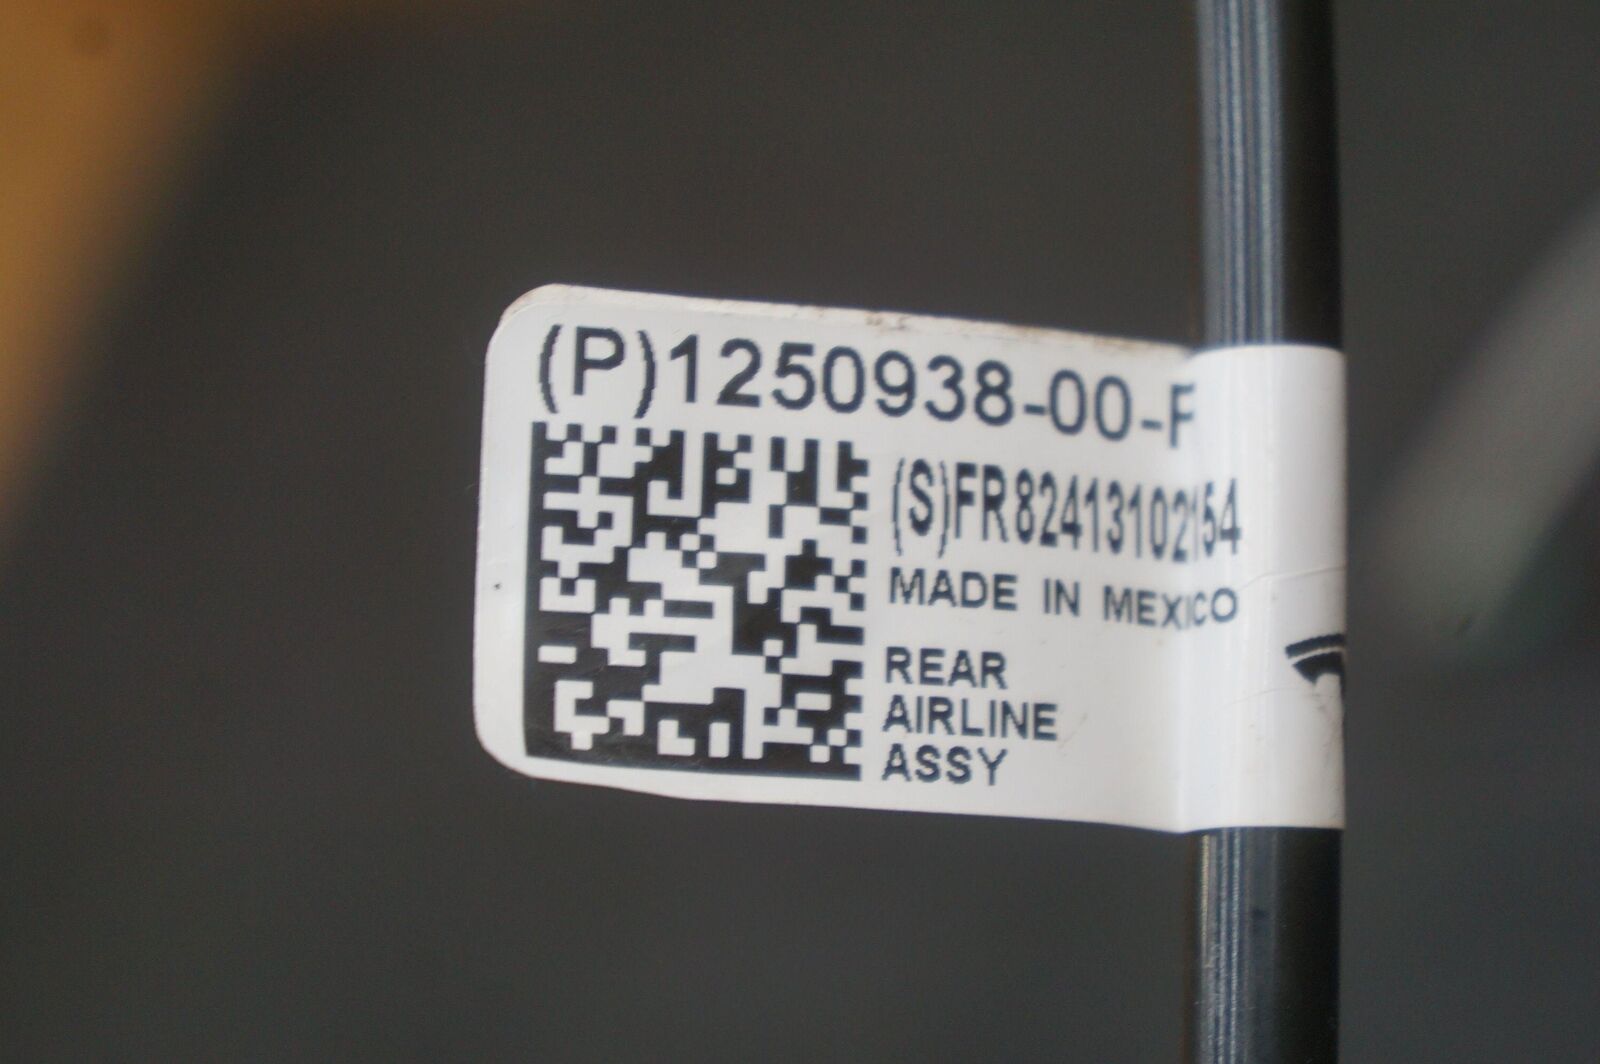 (P)1250938-00-F
(S)FR82413102154
MADE IN MEXICO
REAR
AIRLINE
ASSY